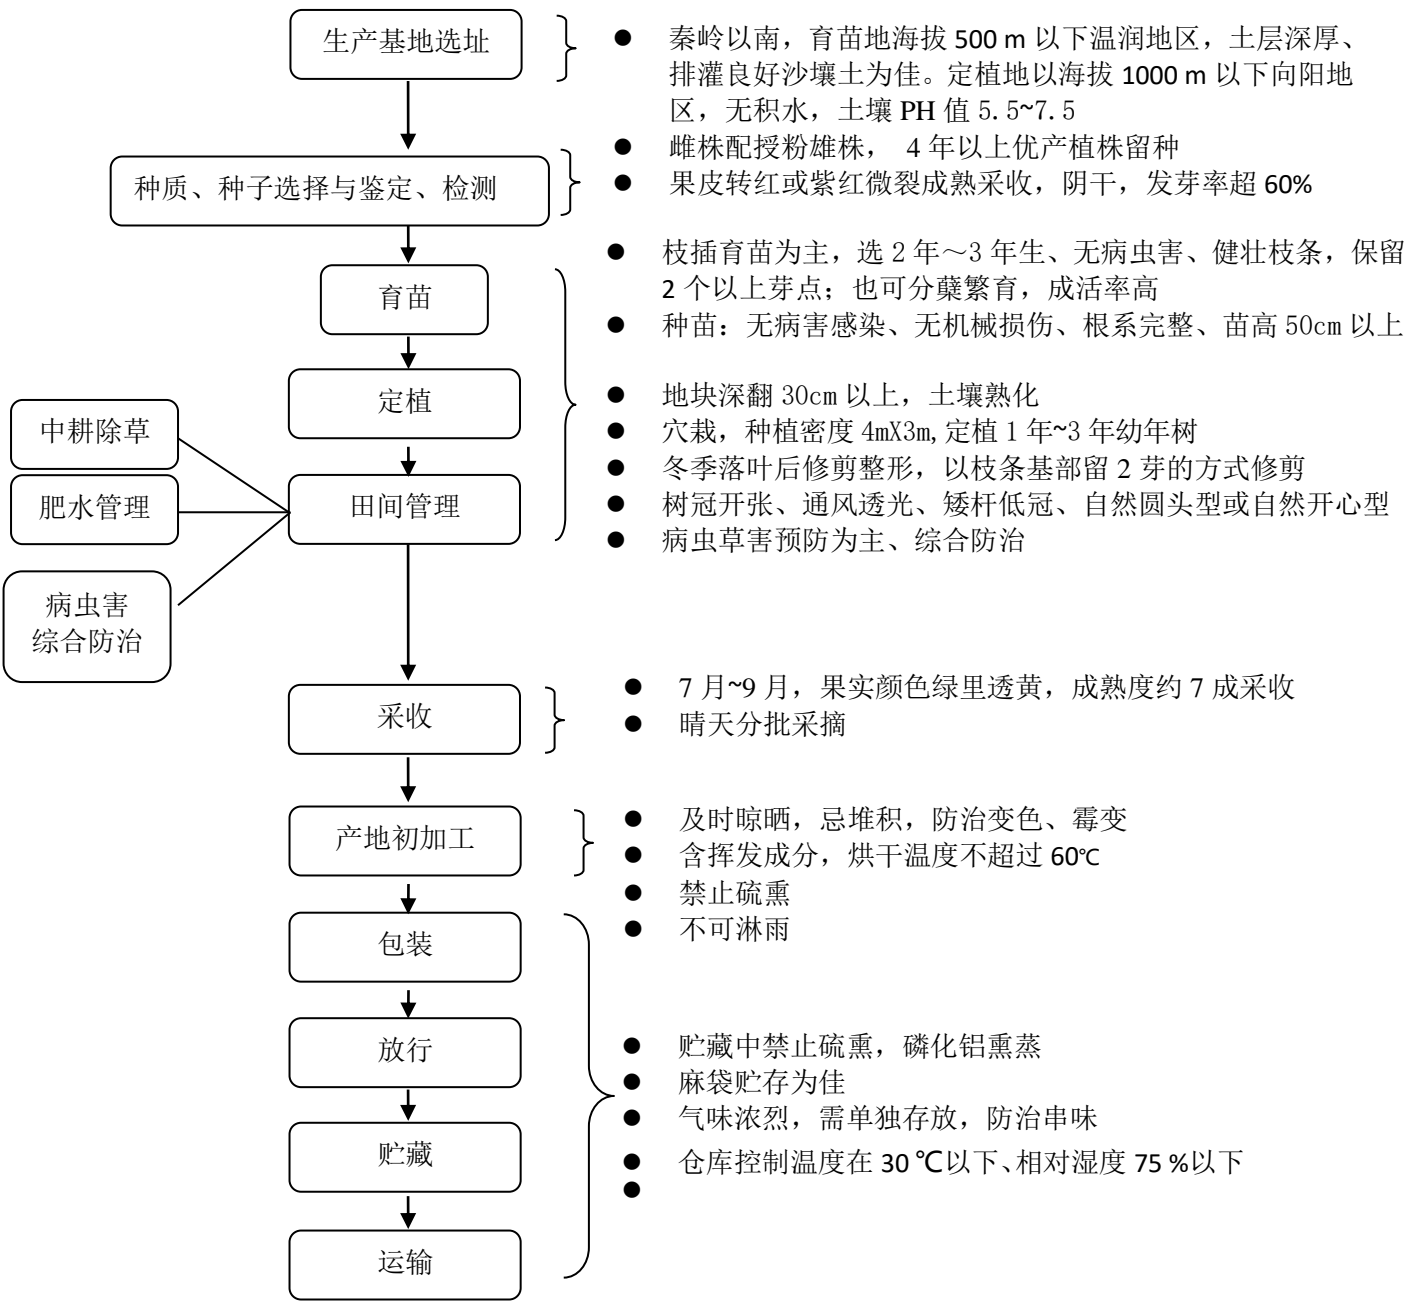 生产基地选址
● 秦岭以南，育苗地海拔 500 m 以下温润地区，土层深厚、
排灌良好沙壤土为佳。定植地以海拔 1000 m 以下向阳地
区，无积水，土壤 PH 值 5.5~7.5
种质、种子选择与鉴定、检测
● 雌株配授粉雄株， 4 年以上优产植株留种
● 果皮转红或紫红微裂成熟采收，阴干，发芽率超 60%
育苗
● 枝插育苗为主，选 2 年～3 年生、无病虫害、健壮枝条，保留
2 个以上芽点；也可分蘖繁育，成活率高
● 种苗：无病害感染、无机械损伤、根系完整、苗高 50cm 以上
定植
● 地块深翻 30cm 以上，土壤熟化
● 穴栽，种植密度 4mX3m,定植 1 年~3 年幼年树
● 冬季落叶后修剪整形，以枝条基部留 2 芽的方式修剪
● 树冠开张、通风透光、矮杆低冠、自然圆头型或自然开心型
● 病虫草害预防为主、综合防治
中耕除草
肥水管理
田间管理
病虫害
综合防治
采收
● 7 月~9 月，果实颜色绿里透黄，成熟度约 7 成采收
● 晴天分批采摘
产地初加工
● 及时晾晒，忌堆积，防治变色、霉变
● 含挥发成分，烘干温度不超过 60℃
● 禁止硫熏
● 不可淋雨
包装
放行
● 贮藏中禁止硫熏，磷化铝熏蒸
● 麻袋贮存为佳
● 气味浓烈，需单独存放，防治串味
● 仓库控制温度在 30 ℃以下、相对湿度 75 %以下
●
贮藏
运输